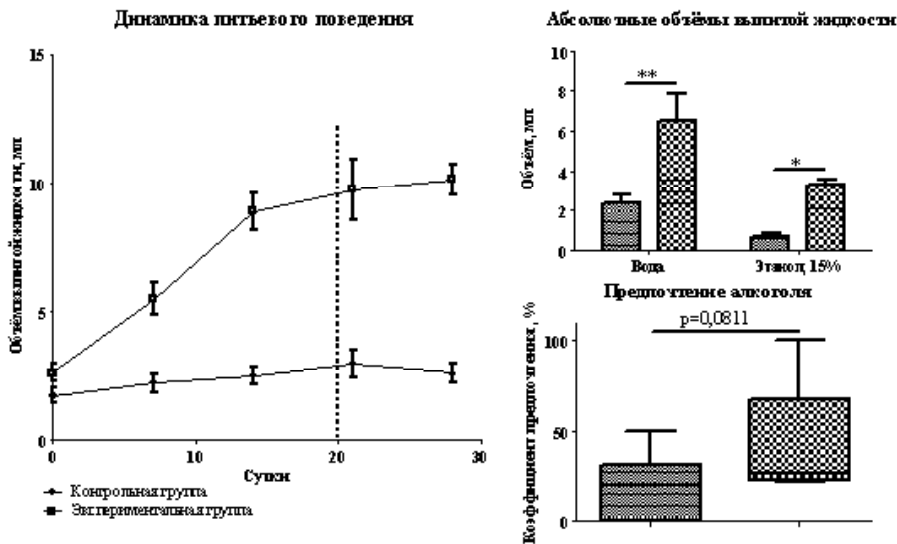 Динамика питьевого поведения
Объём выпитой жидкости, мл
15
10
5
0
0
10
20
30
Сутки
Контрольная группа
Экспериментальная группа
Абсолютные объёмы выпитой жидкости
Объём, мл
10
8
6
4
2
0
**
*
Вода
Этанол, 15%
Предпочтение алкоголя
Коэффициент предпочтения, %
p=0,0811
100
50
0